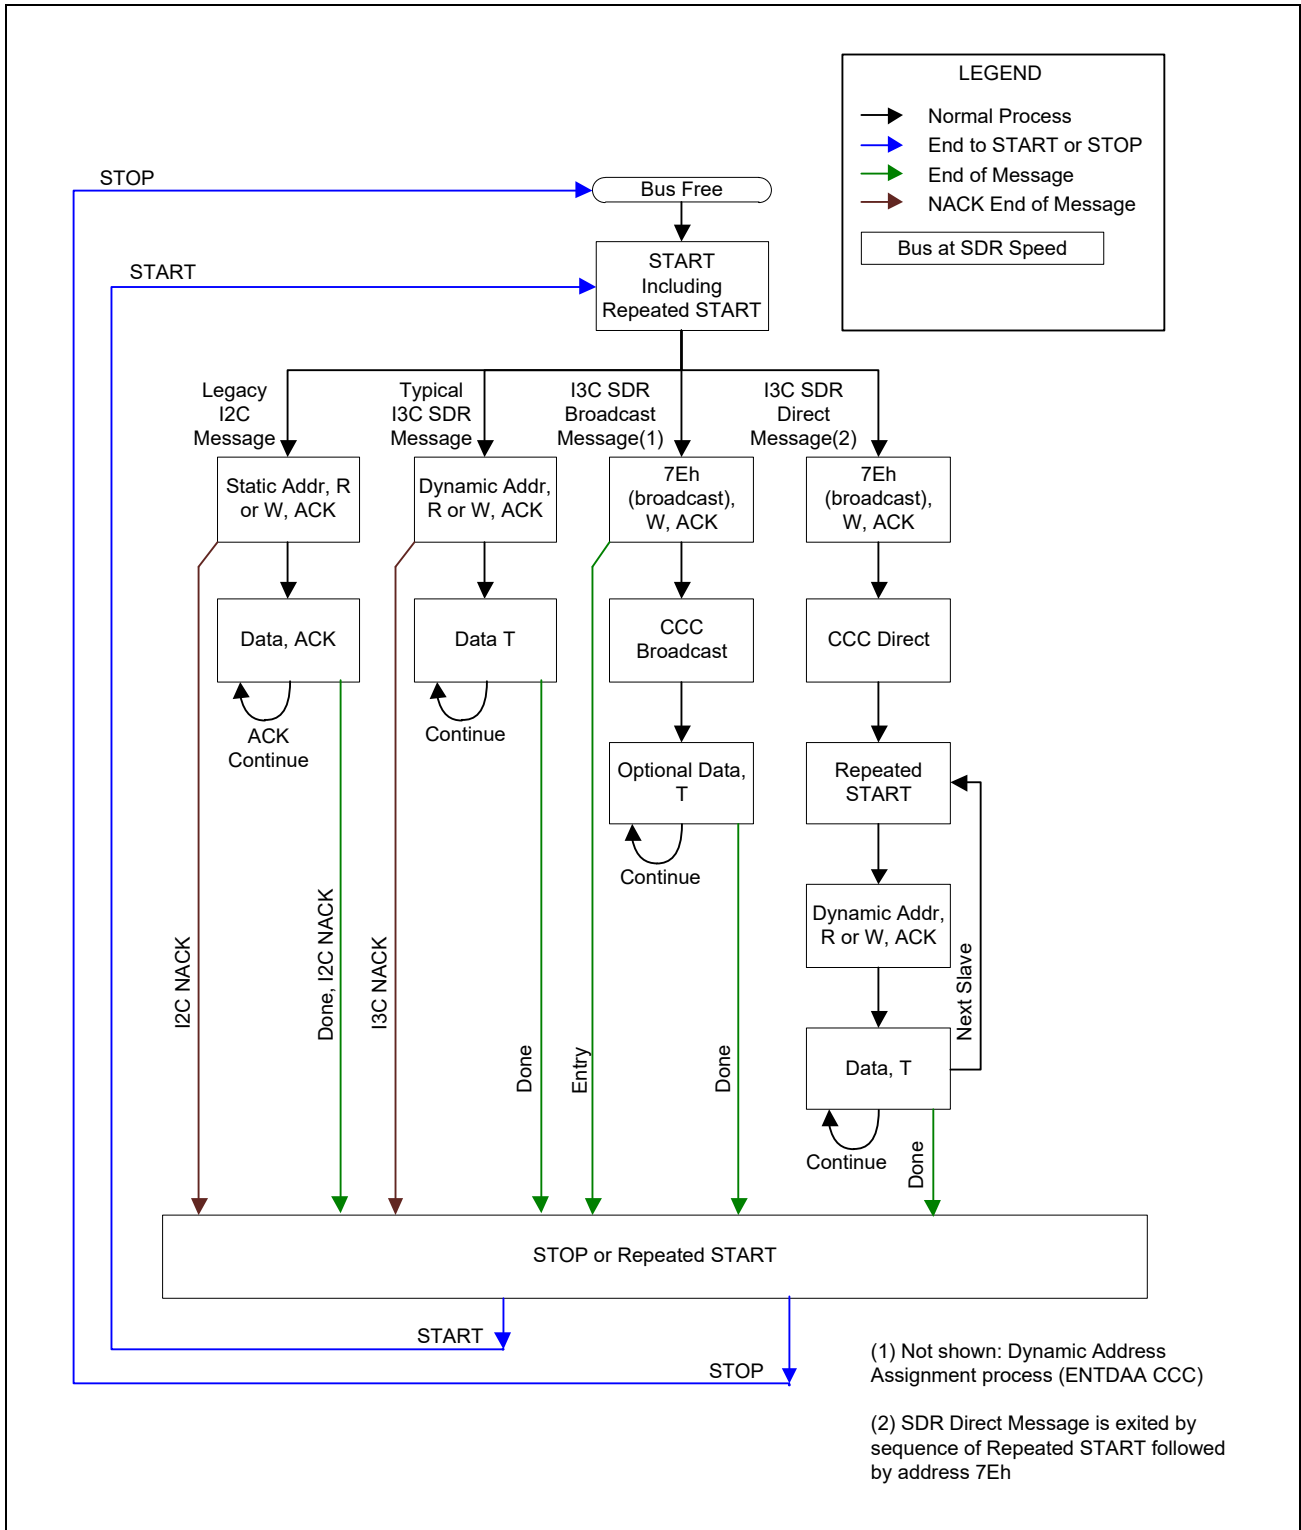 LEGEND
Normal Process
End to START or STOP
End of Message
NACK End of Message
Bus at SDR Speed
STOP
Bus Free
START
START
Including
Repeated START
Legacy
I2C
Message
Typical
I3C SDR
Message
I3C SDR
Broadcast
Message(1)
I3C SDR
Direct
Message(2)
Static Addr, R
or W, ACK
Dynamic Addr,
R or W, ACK
7Eh
(broadcast),
W, ACK
7Eh
(broadcast),
W, ACK
Data, ACK
Data T
CCC
Broadcast
CCC Direct
ACK
Continue
Continue
Optional Data,
T
Repeated
START
Continue
Dynamic Addr,
R or W, ACK
Next Slave
I2C NACK
Done, I2C NACK
I3C NACK
Done
Entry
Done
Data, T
Continue
Done
STOP or Repeated START
START
STOP
(1) Not shown: Dynamic Address
Assignment process (ENTDAA CCC)
(2) SDR Direct Message is exited by
sequence of Repeated START followed
by address 7Eh